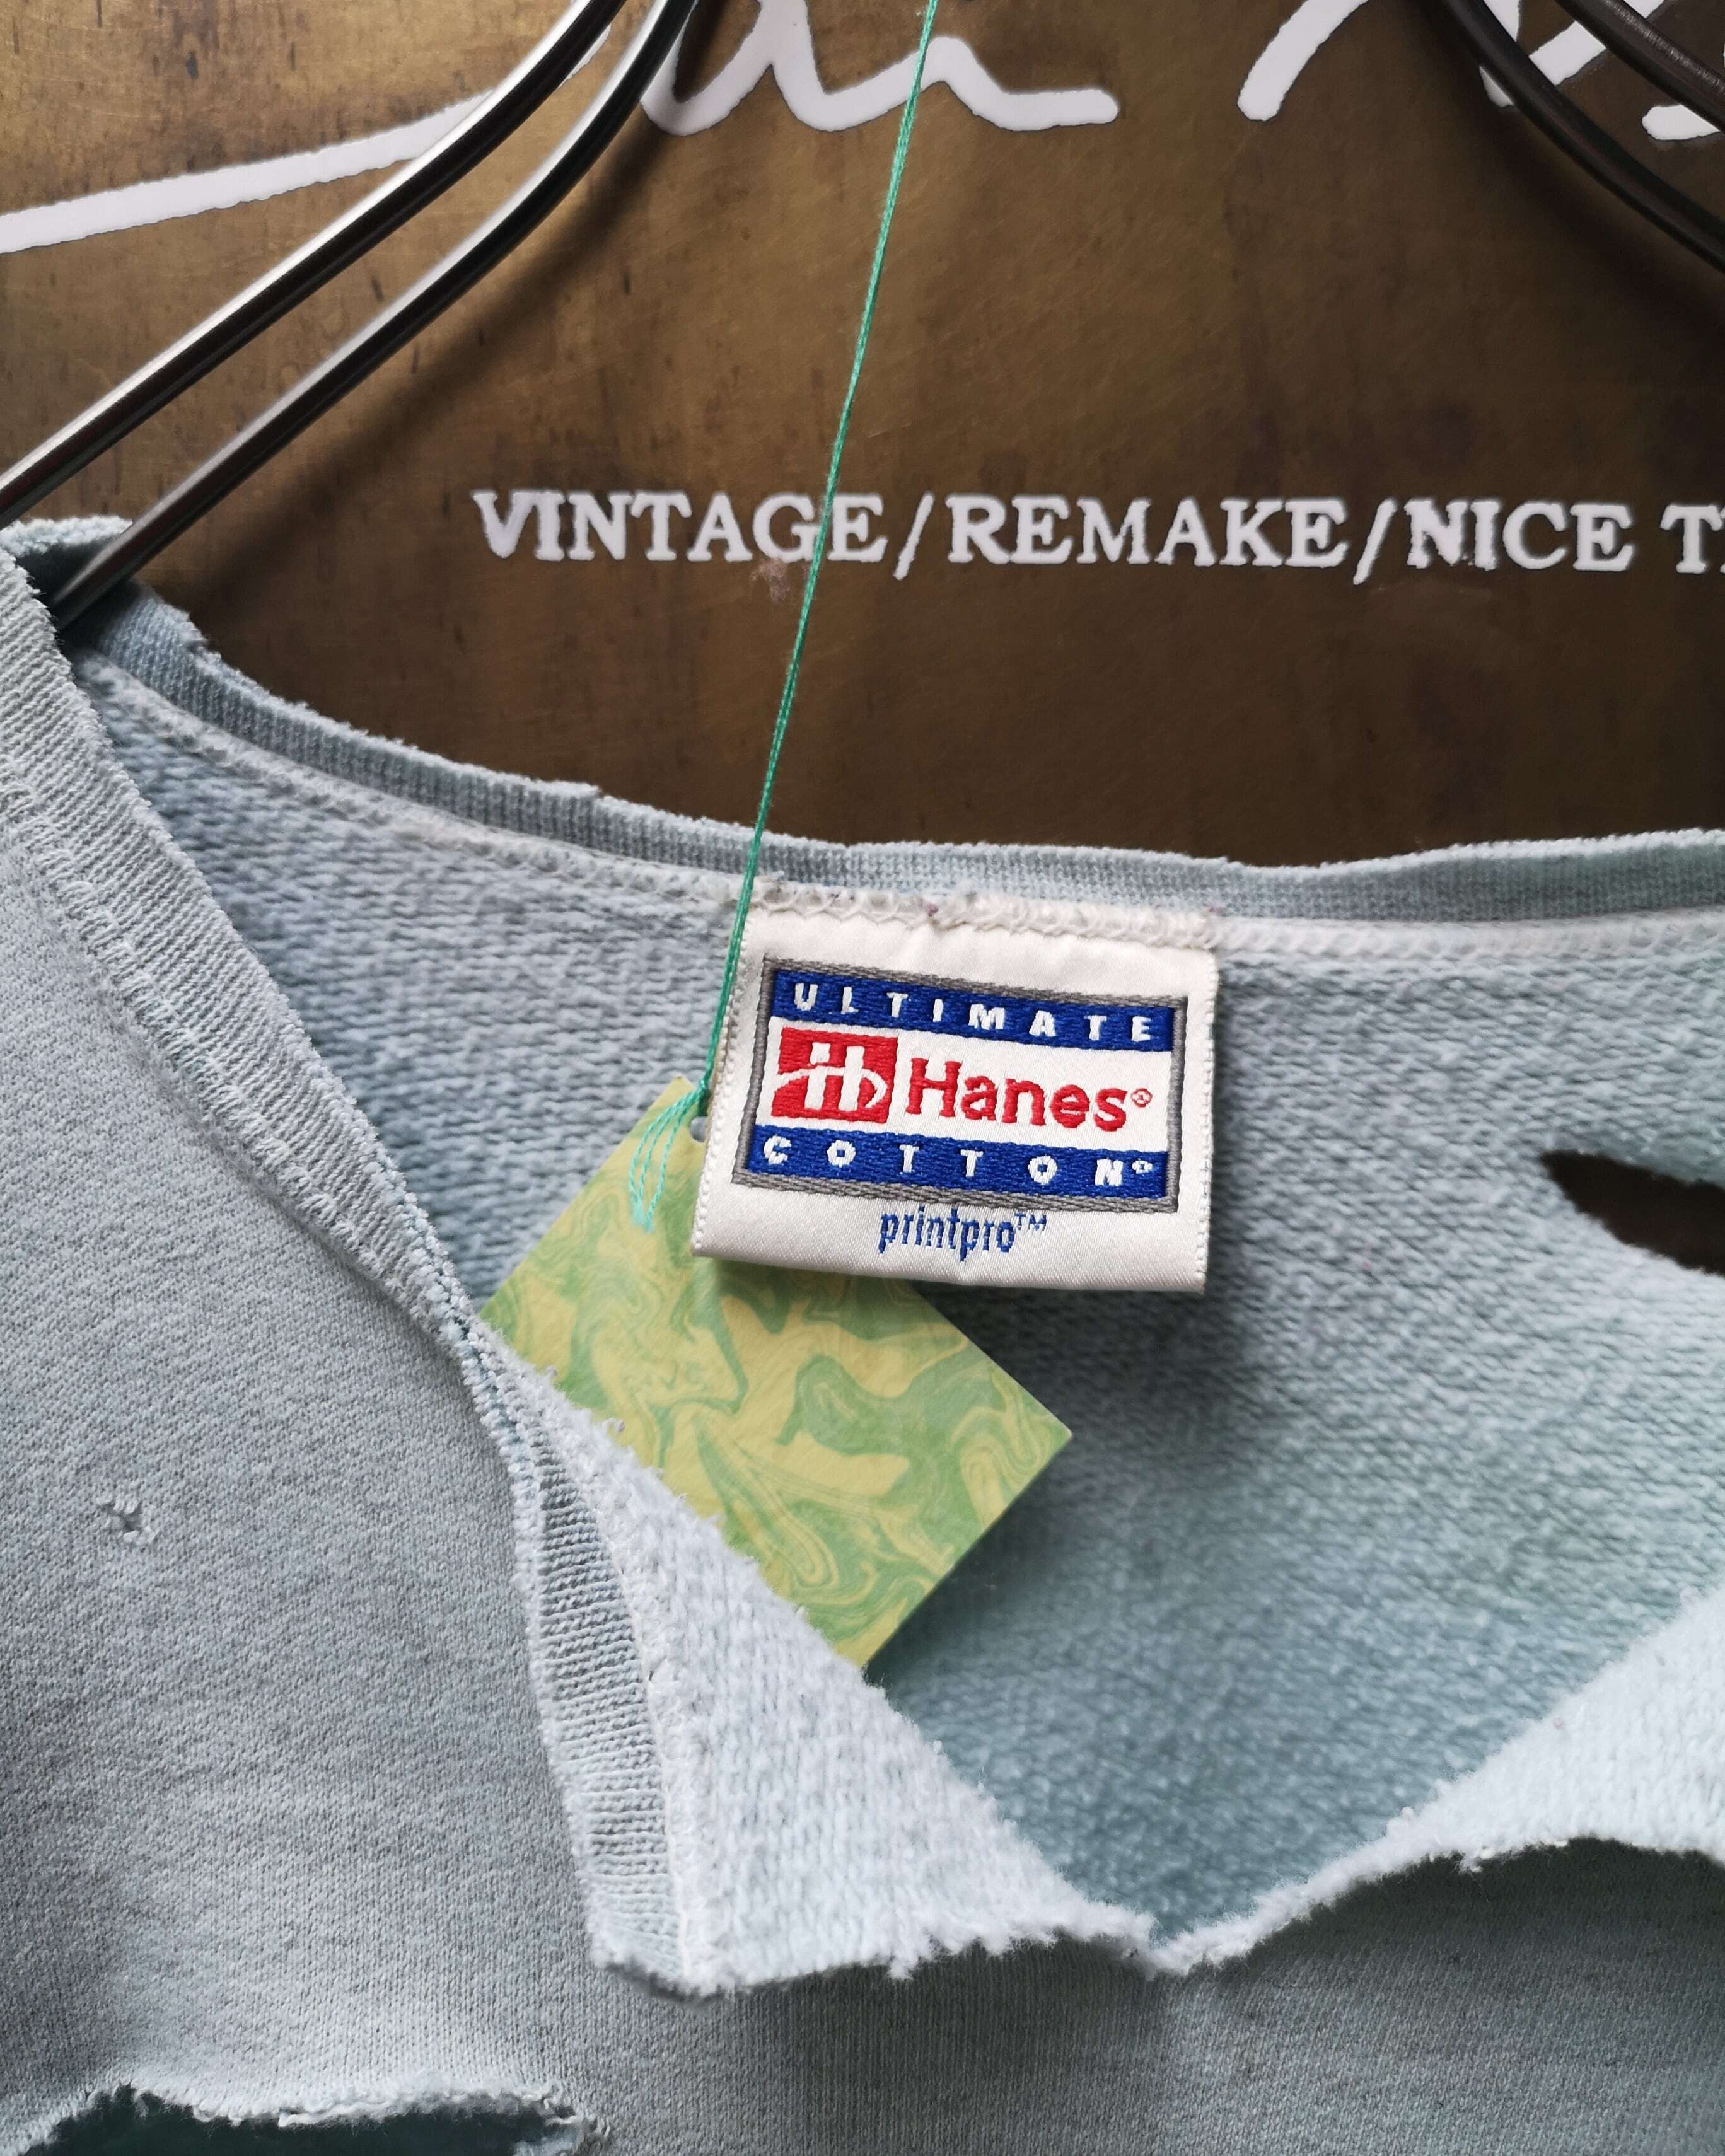 VINTAGE/REMAKE/NICE
ULTIMATE
Hanes®
COTTON®
printpro™